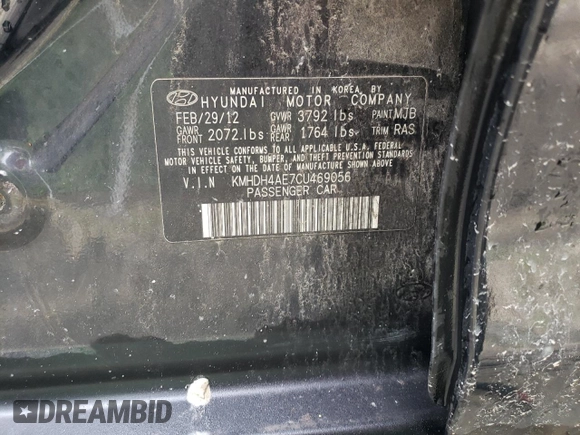 MANUFACTURED IN KOREA BY
HYUNDAI MOTOR COMPANY
FEB/29/12 GVWR 3792 lbs PAINT MJB
GAWR FRONT 2072.lbs GAWR REAR 1764 lbs TRIM RAS
THIS VEHICLE CONFORMS TO ALL APPLICABLE U.S.A. FEDERAL
MOTOR VEHICLE SAFETY, BUMPER, AND THEFT PREVENTION STANDARDS
IN EFFECT ON THE DATE OF MANUFACTURE SHOWN ABOVE.
V.I.N KMHDH4AE7CU469056
PASSENGER CAR
DREAMBID